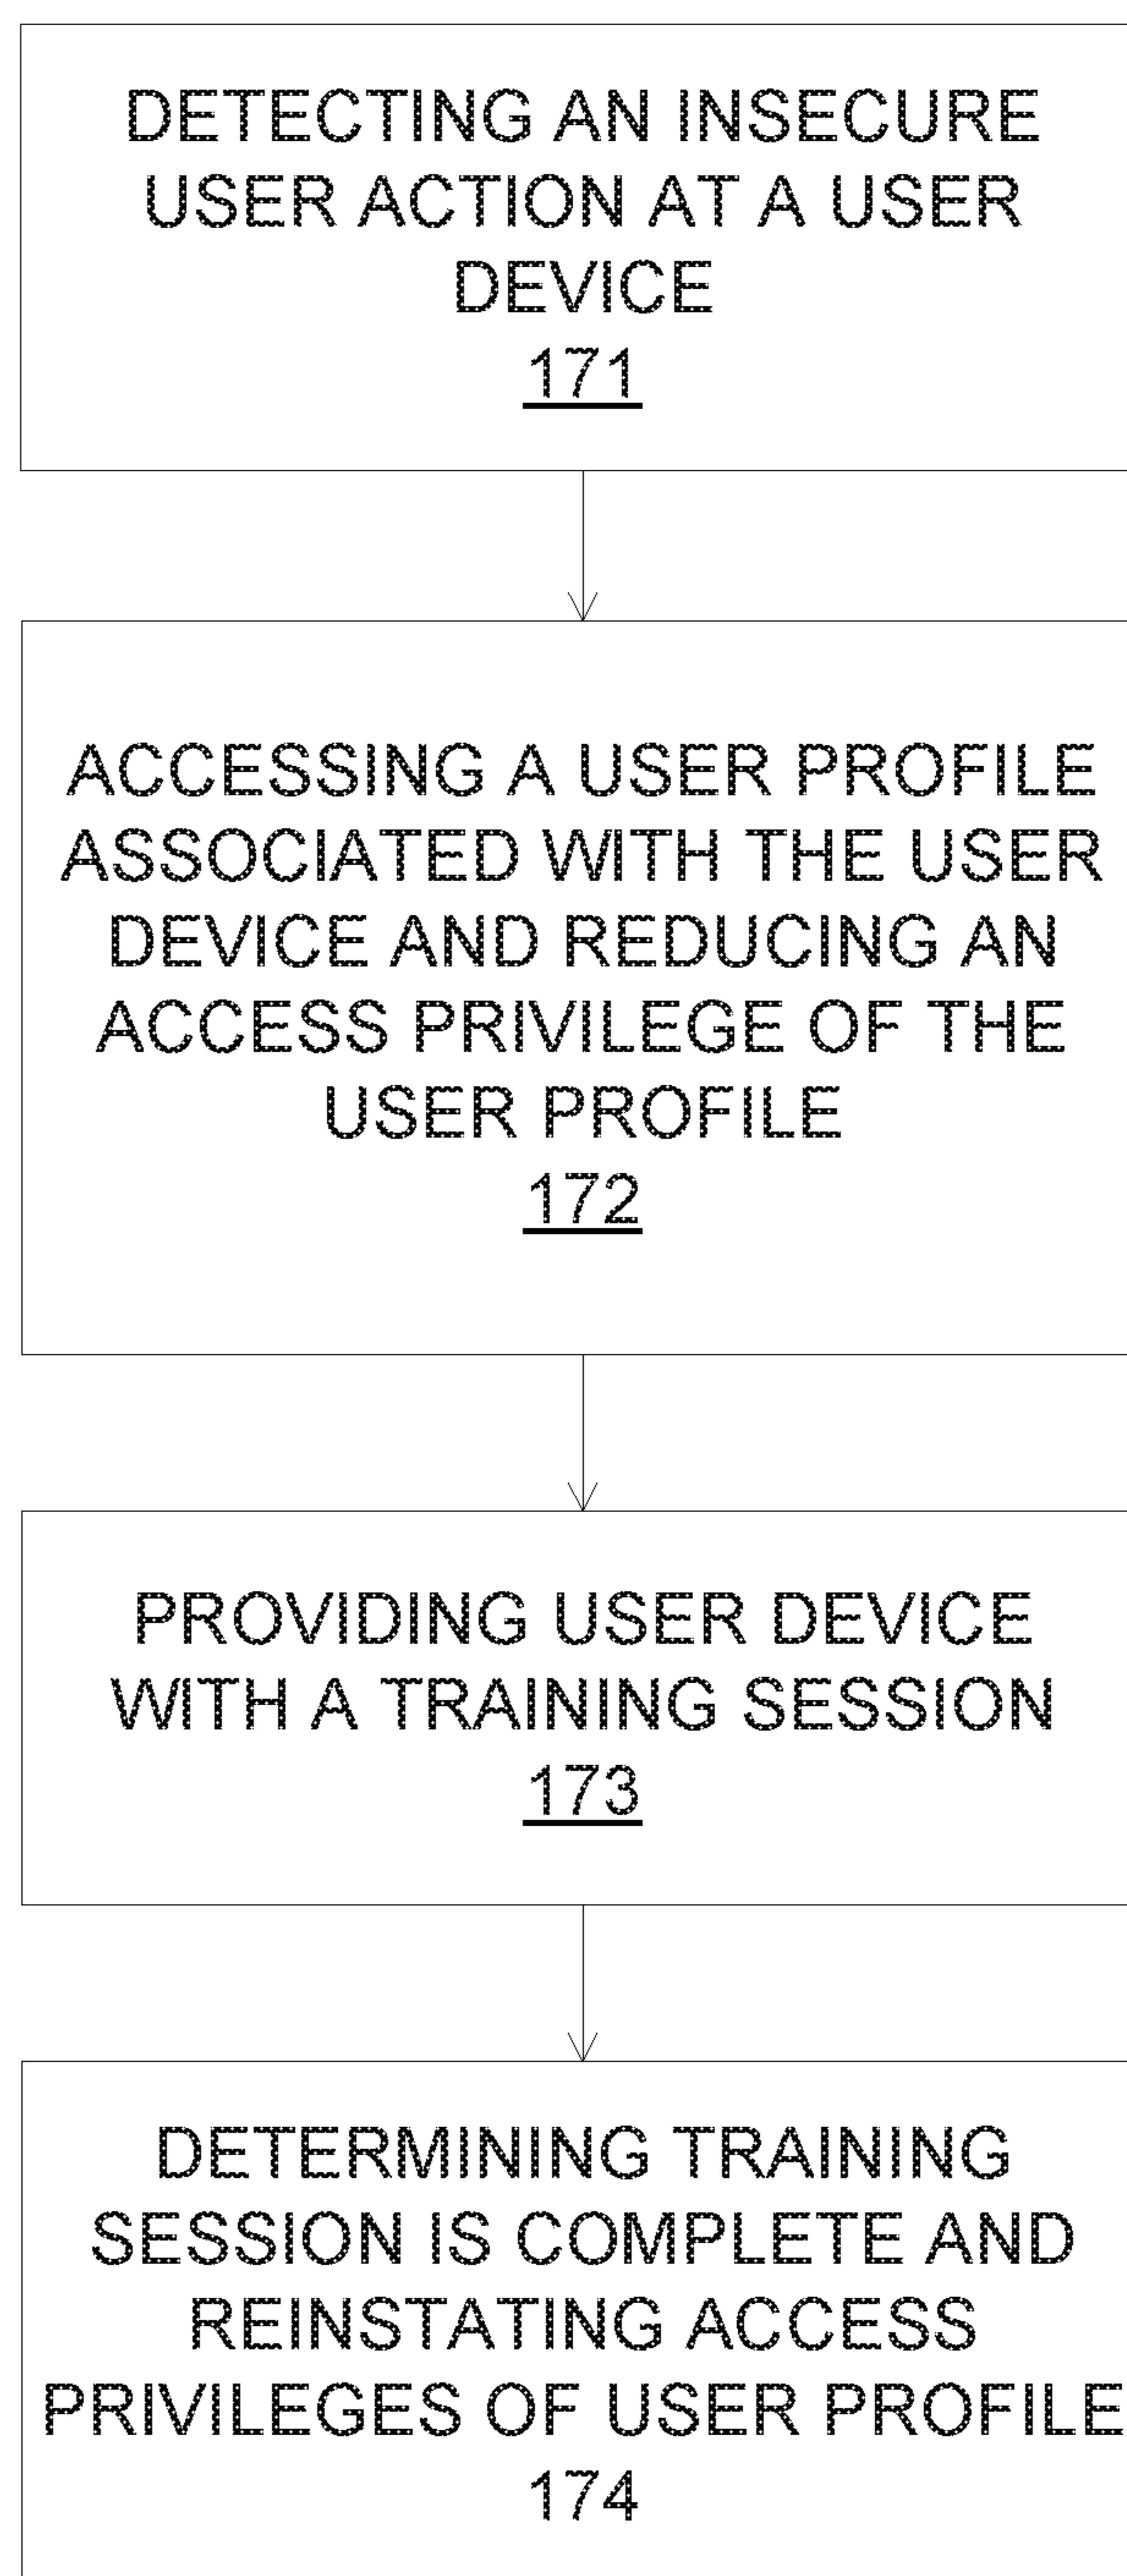 DETECTING AN INSECURE
USER ACTION AT A USER
DEVICE
171
ACCESSING A USER PROFILE
ASSOCIATED WITH THE USER
DEVICE AND REDUCING AN
ACCESS PRIVILEGE OF THE
USER PROFILE
172
PROVIDING USER DEVICE
WITH A TRAINING SESSION
173
DETERMINING TRAINING
SESSION IS COMPLETE AND
REINSTATING ACCESS
PRIVILEGES OF USER PROFILE
174